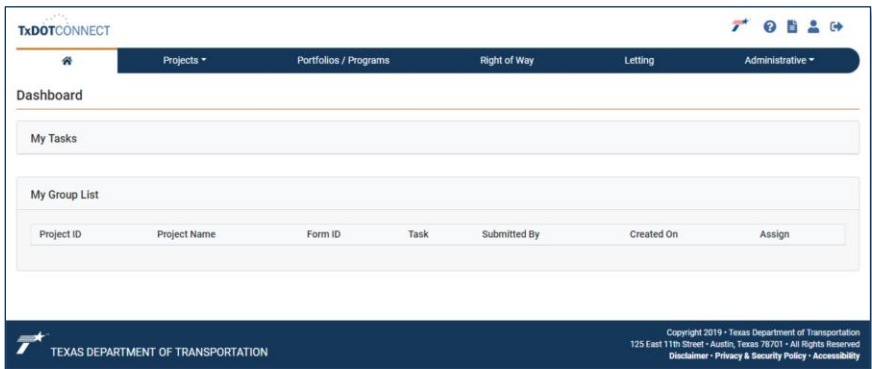 TxDOTCONNECT
Projects Portfolios / Programs Right of Way Letting Administrative
Dashboard
My Tasks
My Group List
Project ID Project Name Form ID Task Submitted By Created On Assign
TEXAS DEPARTMENT OF TRANSPORTATION
Copyright 2019 • Texas Department of Transportation
125 East 11th Street • Austin, Texas 78701 • All Rights Reserved
Disclaimer • Privacy & Security Policy • Accessibility